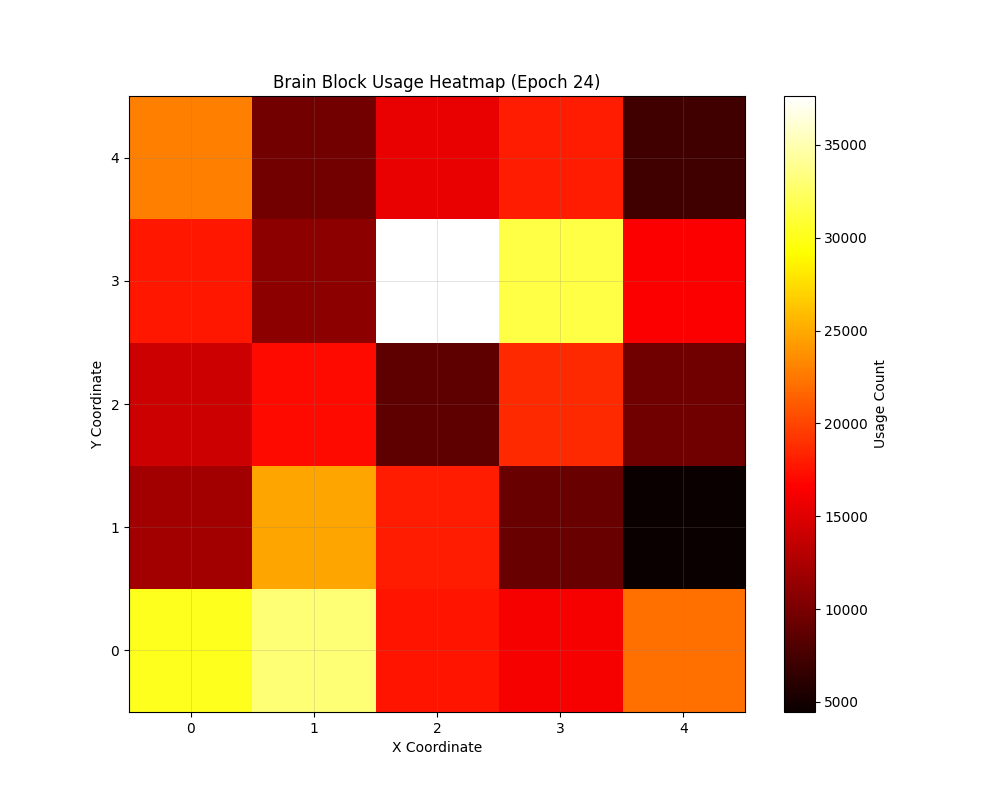 Brain Block Usage Heatmap (Epoch 24)
4
3
2
1
0
Y Coordinate
0 1 2 3 4
X Coordinate
35000
30000
25000
20000
15000
10000
5000
Usage Count